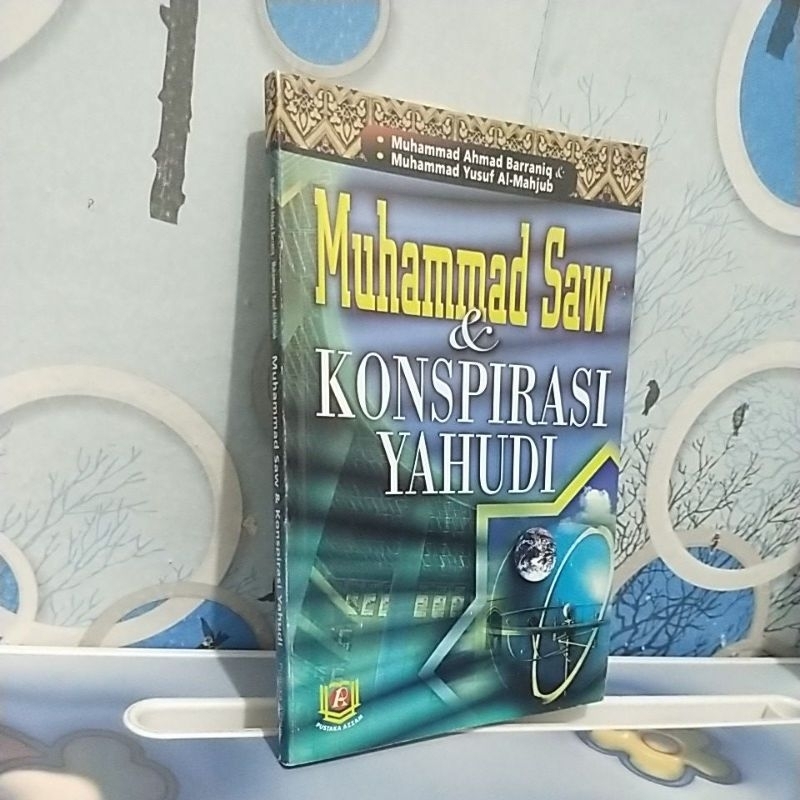 • Muhammad Ahmad Barraniq &
• Muhammad Yusuf Al-Mahjub
Muhammad Saw
&
KONSPIRASI
YAHUDI
PUSTAKA AZZAM
Muhammad Saw & Konspirasi Yahudi